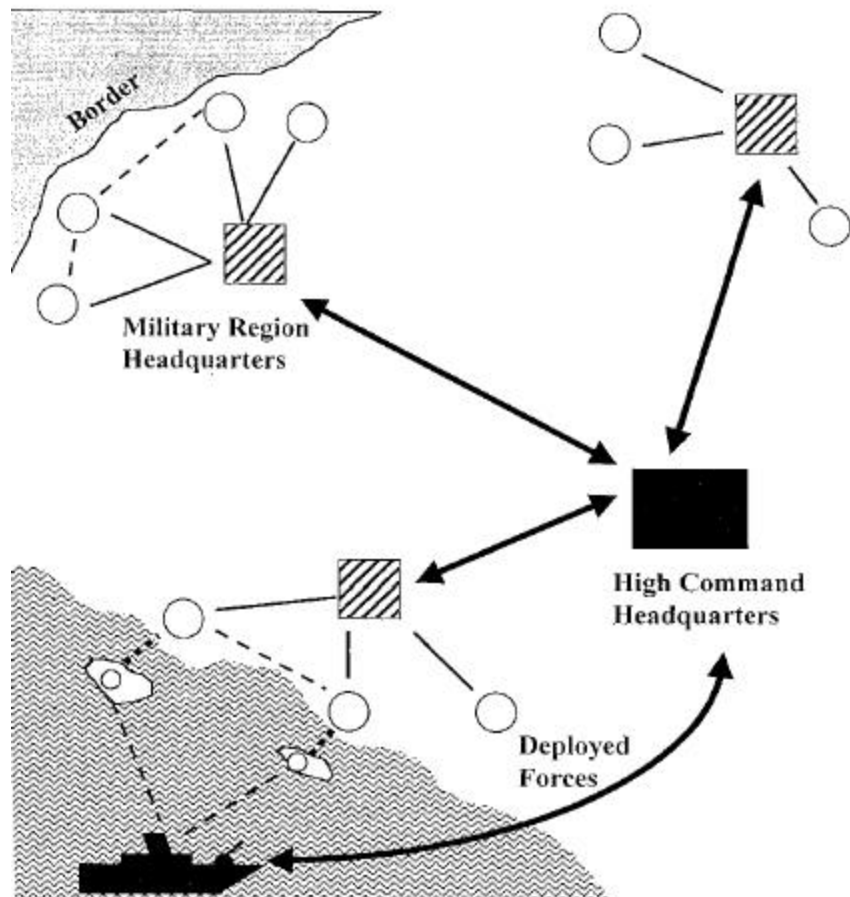 Border
Military Region
Headquarters
High Command
Headquarters
Deployed
Forces